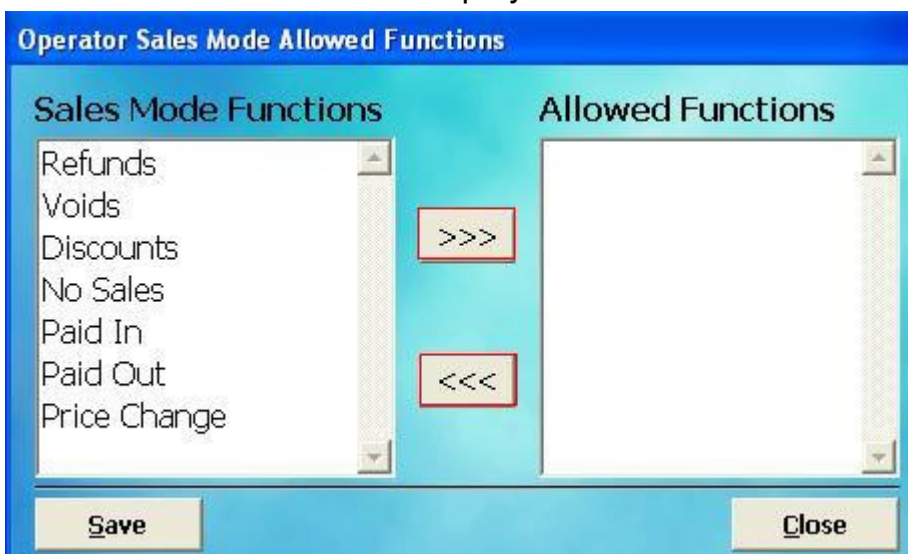 Operator Sales Mode Allowed Functions
Sales Mode Functions
Allowed Functions
Refunds
Voids
Discounts
No Sales
Paid In
Paid Out
Price Change
>>>
<<<
Save
Close